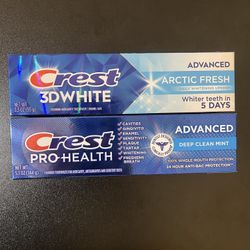 Crest
3DWHITE
ADVANCED
ARCTIC FRESH
Whiter teeth in
5 DAYS
Crest
PRO-HEALTH
CAVITIES
GINGIVITIS
ENAMEL
SENSITIVITY
PLAQUE
TARTAR
WHITENING
FRESHENS
BREATH
ADVANCED
DEEP CLEAN MINT
100% WHOLE MOUTH PROTECTION
24 HOUR ANTI-BAC PROTECTION